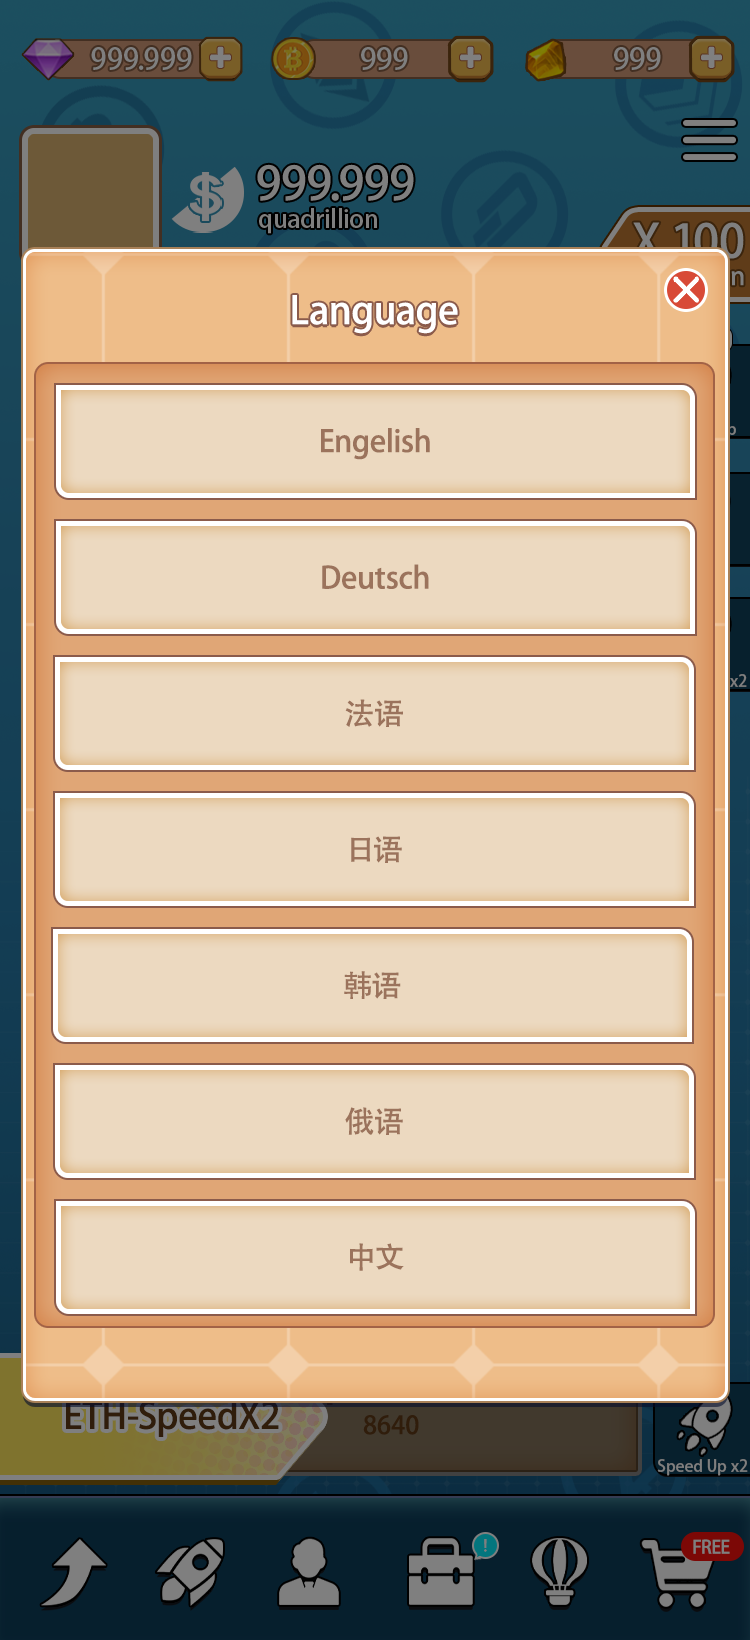 999.999
999
999
999.999
quadrillion
X 100
Language
Engelish
Deutsch
法语
日语
韩语
俄语
中文
x2
ETH-SpeedX2
8640
Speed Up x2
FREE